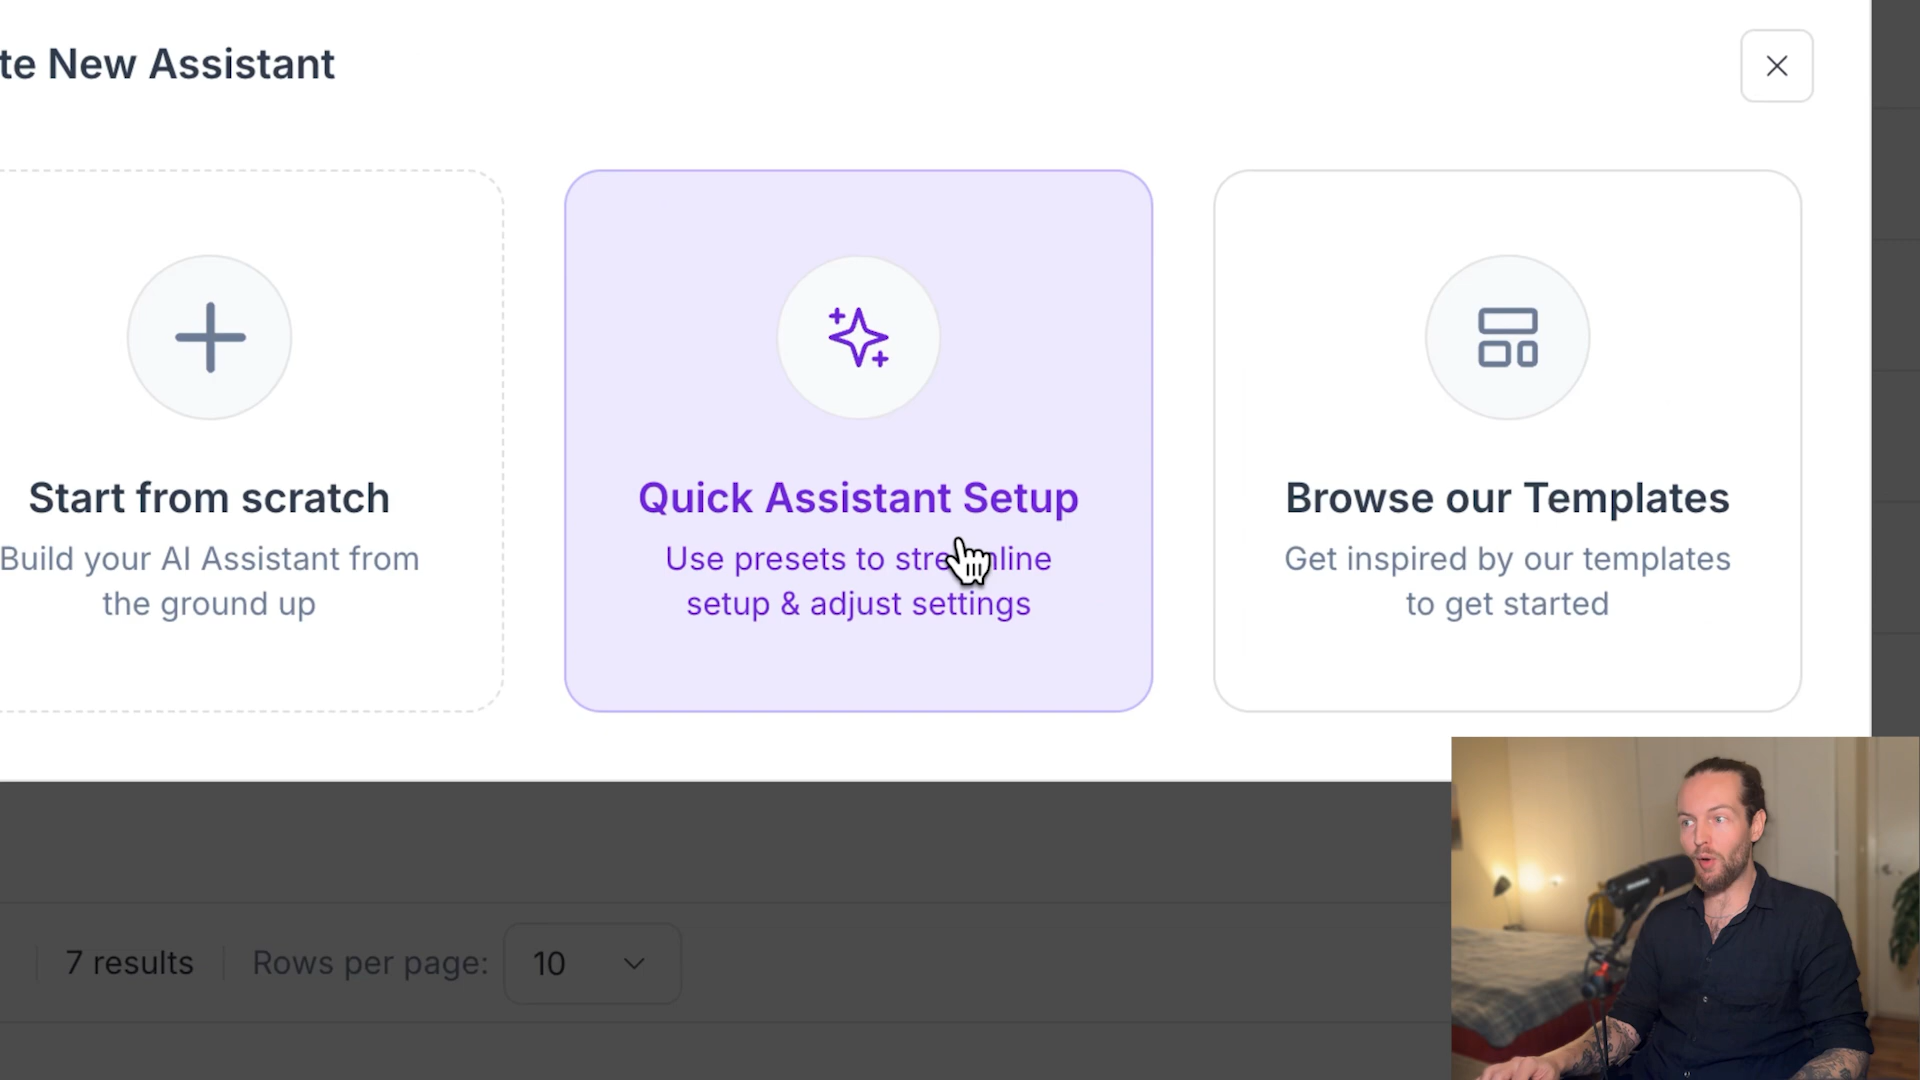 te New Assistant
Start from scratch
Build your AI Assistant from
the ground up
Quick Assistant Setup
Use presets to streamline
setup & adjust settings
Browse our Templates
Get inspired by our templates
to get started
7 results
Rows per page:
10